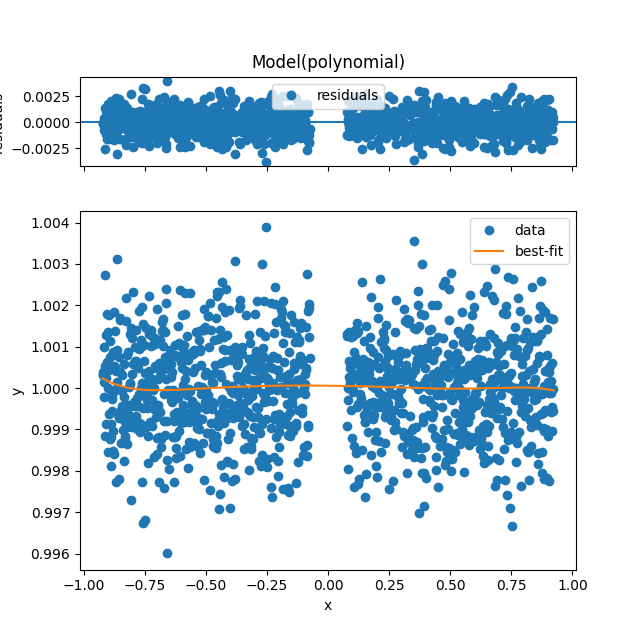 Model(polynomial)
residuals
0.0025
0.0000
−0.0025
residuals
1.004
1.003
1.002
1.001
1.000
0.999
0.998
0.997
0.996
y
data
best-fit
−1.00 −0.75 −0.50 −0.25 0.00 0.25 0.50 0.75 1.00
x